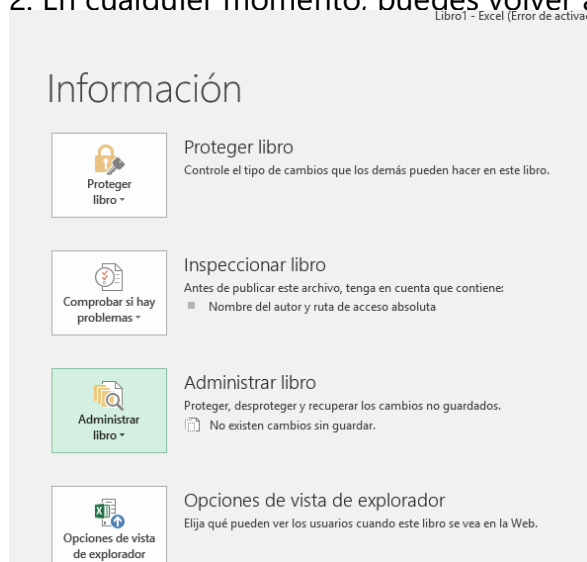 2. En cualquier momento, puedes volver a
Libro1 - Excel (Error de activa
Información
Proteger libro
Controle el tipo de cambios que los demás pueden hacer en este libro.
Proteger
libro
Inspeccionar libro
Antes de publicar este archivo, tenga en cuenta que contiene:
Nombre del autor y ruta de acceso absoluta
Comprobar si hay
problemas
Administrar libro
Proteger, desproteger y recuperar los cambios no guardados.
No existen cambios sin guardar.
Administrar
libro
Opciones de vista de explorador
Elija qué pueden ver los usuarios cuando este libro se vea en la Web.
Opciones de vista
de explorador